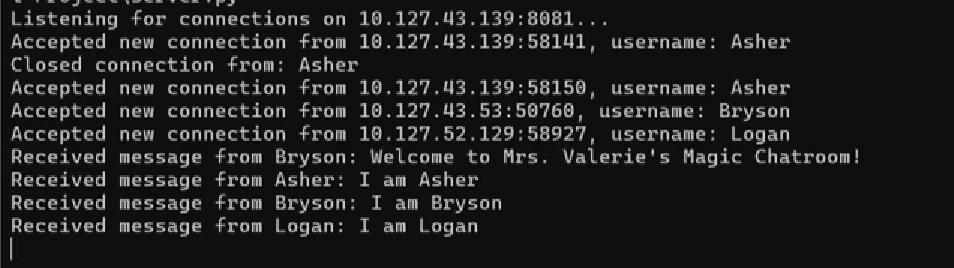 Listening for connections on 10.127.43.139:8081...
Accepted new connection from 10.127.43.139:58141, username: Asher
Closed connection from: Asher
Accepted new connection from 10.127.43.139:58150, username: Asher
Accepted new connection from 10.127.43.53:50760, username: Bryson
Accepted new connection from 10.127.52.129:58927, username: Logan
Received message from Bryson: Welcome to Mrs. Valerie's Magic Chatroom!
Received message from Asher: I am Asher
Received message from Bryson: I am Bryson
Received message from Logan: I am Logan